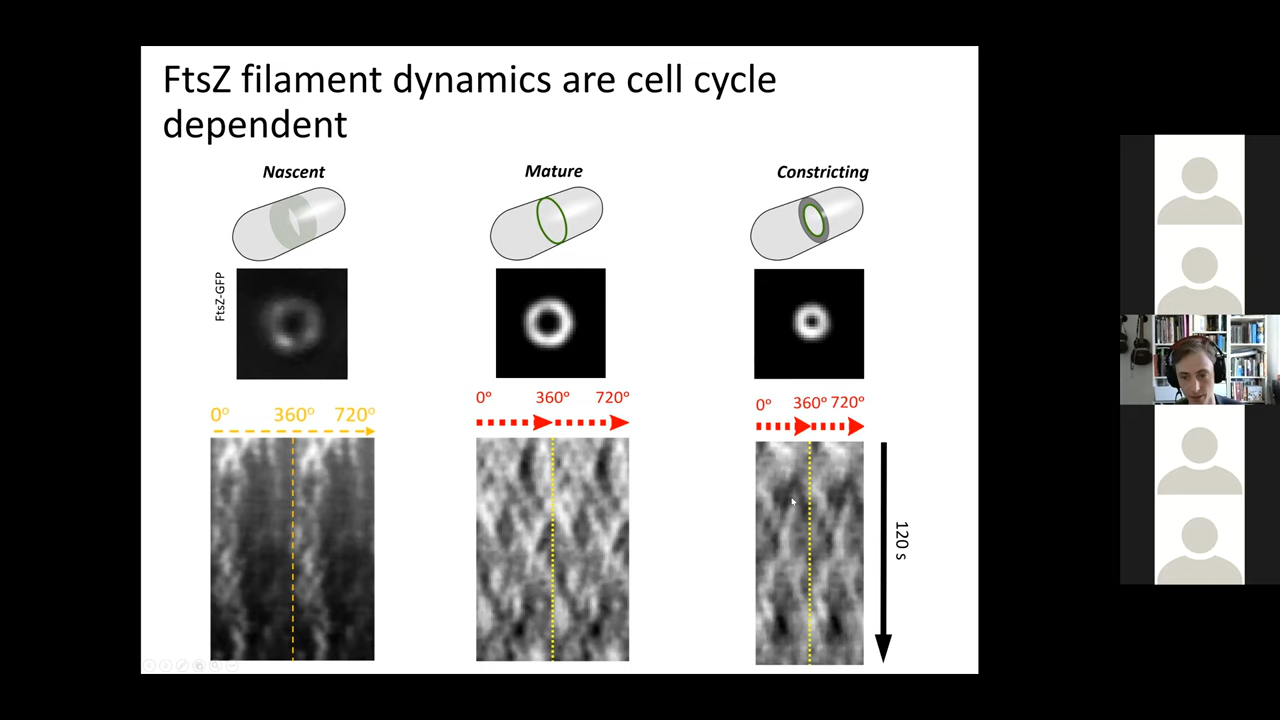 FtsZ filament dynamics are cell cycle
dependent
Nascent
Mature
Constricting
FtsZ-GFP
0º 360º 720º
0º 360º 720º
0º 360º 720º
120 s